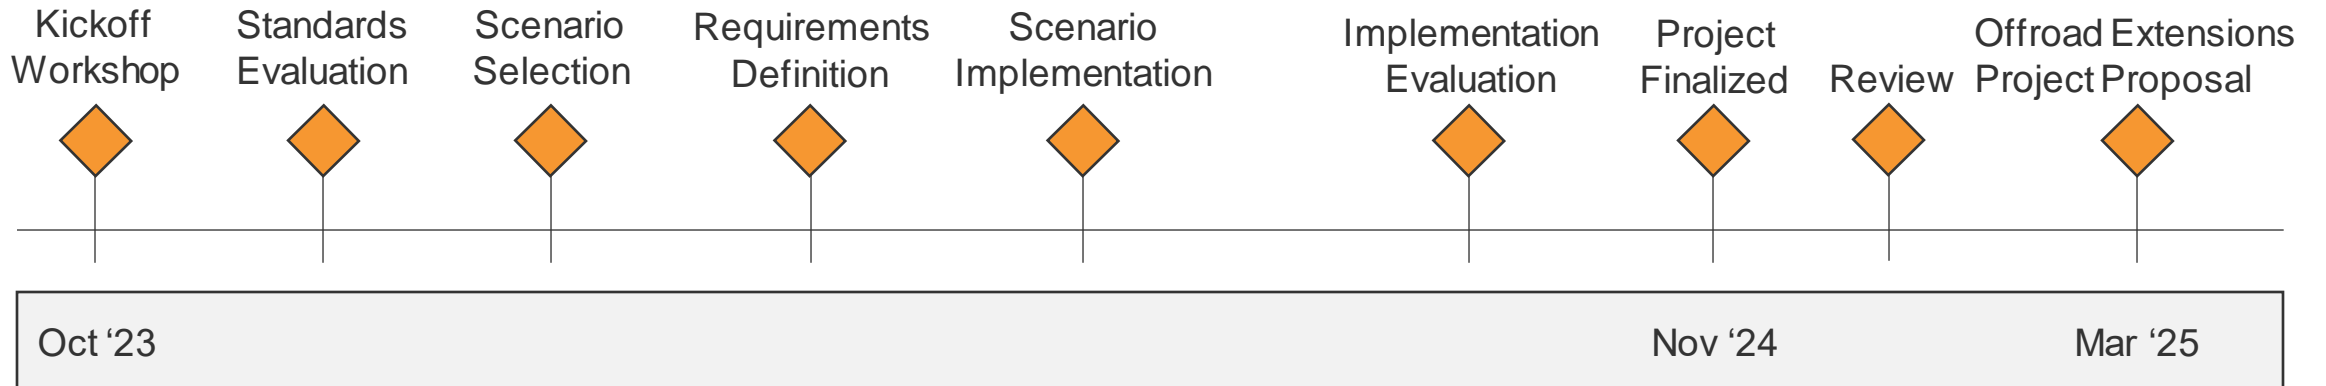 Kickoff
Workshop
Standards
Evaluation
Scenario
Selection
Requirements
Definition
Scenario
Implementation
Implementation
Evaluation
Project
Finalized
Review
Offroad Extensions
Project Proposal
Oct ‘23
Nov ‘24
Mar ‘25